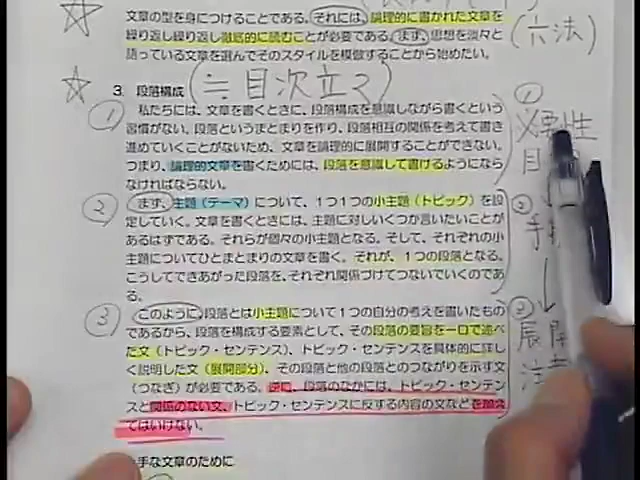 文章の型を身につけることである。それには、論理的に書かれた文章を
繰り返し繰り返し徹底的に読むことが必要である。まず、思想を淡々と
語っている文章を選んでそのスタイルを模倣することから始めたい。
(六法)
3. 段落構成 (≒目次立て)
① 私たちには、文章を書くときに、段落構成を意識しながら書くという
習慣がない。段落というまとまりを作り、段落相互の関係を考えて書き
進めていくことがないため、文章を論理的に展開することができない。
つまり、論理的文章を書くためには、段落を意識して書けるようになら
なければならない。
② まず、主題(テーマ)について、1つ1つの小主題(トピック)を設
定していく。文章を書くときには、主題に対しいくつか言いたいことが
あるはずである。それらが個々の小主題となる。そして、それぞれの小
主題についてひとまとまりの文章を書く。それが、1つの段落となる。
こうしてできあがった段落を、それぞれ関係づけてつないでいくのであ
る。
③ このように、段落とは小主題について1つの自分の考えを書いたもの
であるから、段落を構成する要素として、その段落の要旨を一口で述べ
た文(トピック・センテンス)、トピック・センテンスを具体的に詳し
く説明した文(展開部分)、その段落と他の段落とのつながりを示す文
(つなぎ)が必要である。逆に、段落のなかには、トピック・センテン
スと関係のない文、トピック・センテンスに反する内容の文などを加え
てはいけない。
手な文章のために
①
必要性
目
②
手
↓
③
展開
注